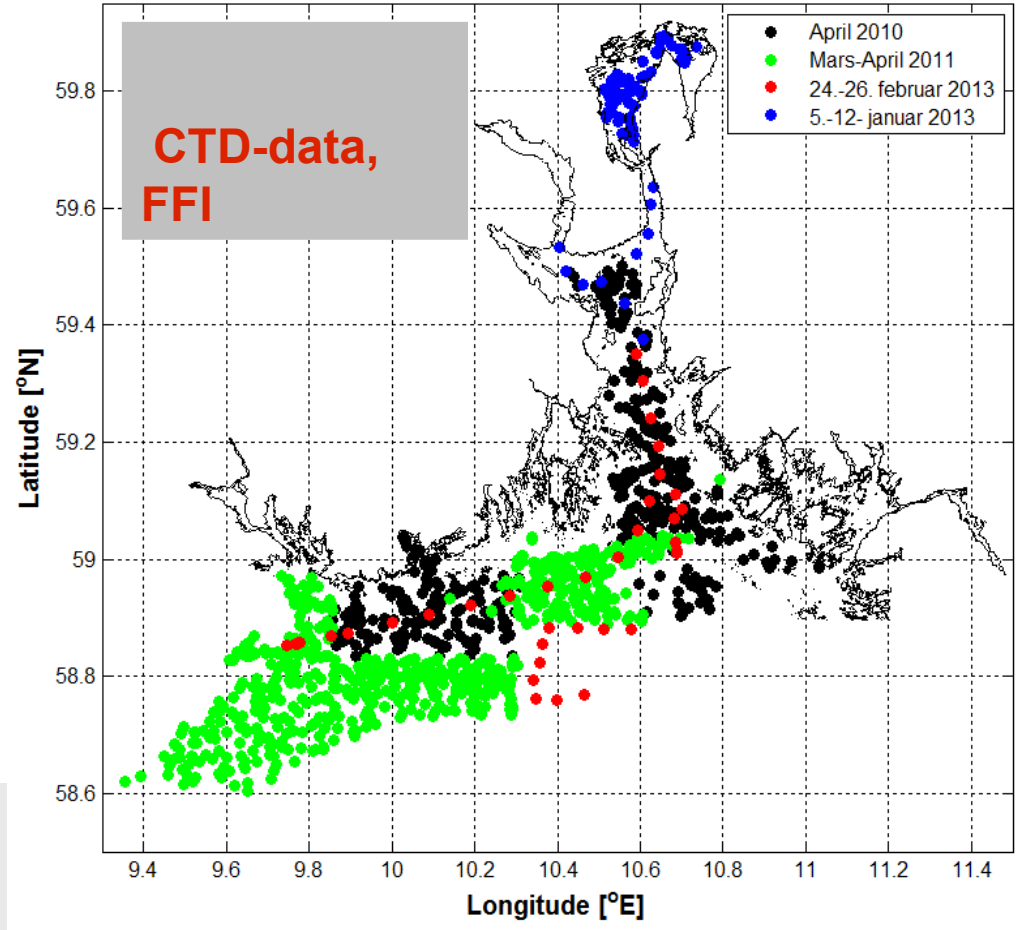 CTD-data,
FFI
April 2010
Mars-April 2011
24.-26. februar 2013
5.-12- januar 2013
59.8
59.6
59.4
59.2
59
58.8
58.6
Latitude [°N]
9.4 9.6 9.8 10 10.2 10.4 10.6 10.8 11 11.2 11.4
Longitude [°E]